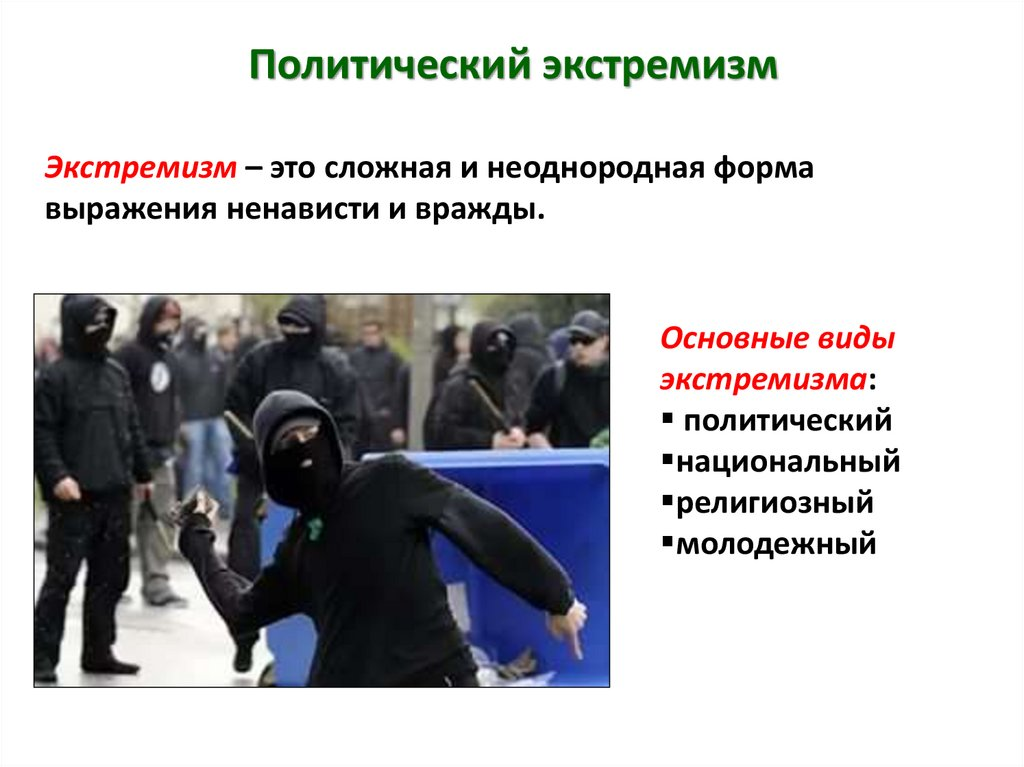 Политический экстремизм
Экстремизм – это сложная и неоднородная форма
выражения ненависти и вражды.
Основные виды
экстремизма:
▪ политический
▪национальный
▪религиозный
▪молодежный